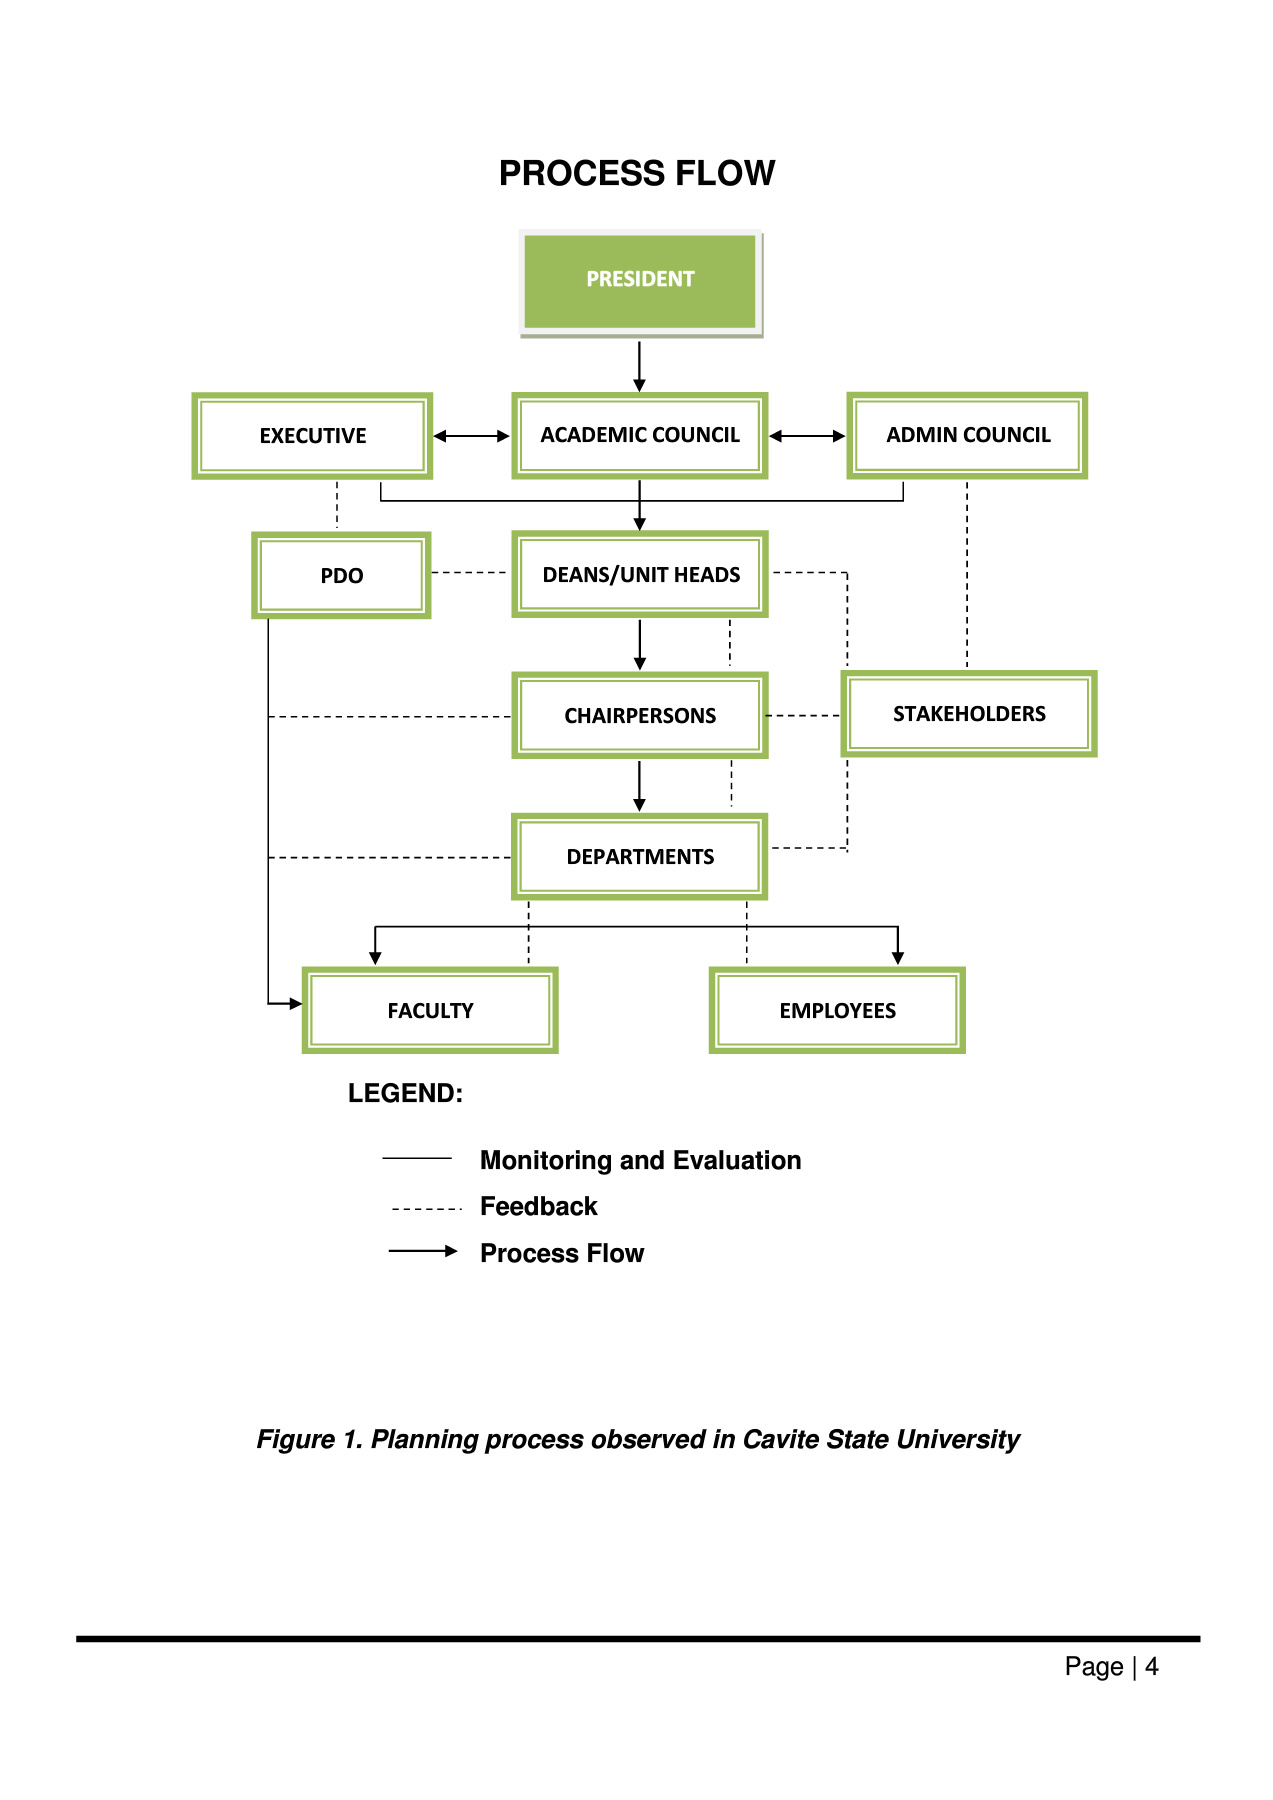 PROCESS FLOW
PRESIDENT
EXECUTIVE
ACADEMIC COUNCIL
ADMIN COUNCIL
PDO
DEANS/UNIT HEADS
CHAIRPERSONS
STAKEHOLDERS
DEPARTMENTS
FACULTY
EMPLOYEES
LEGEND:
Monitoring and Evaluation
Feedback
Process Flow
Figure 1. Planning process observed in Cavite State University
Page | 4